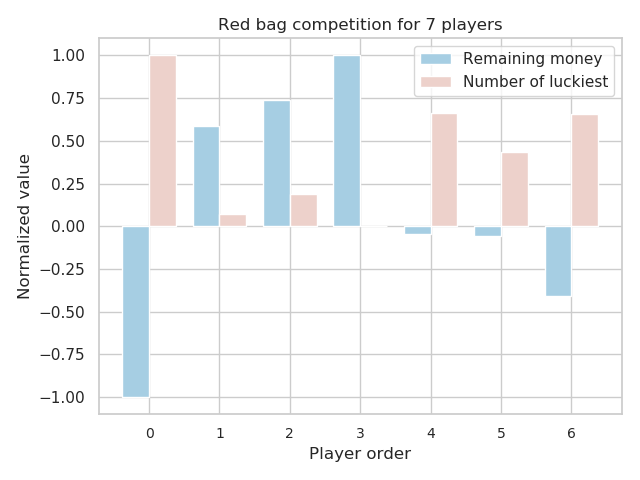 Red bag competition for 7 players
Remaining money
Number of luckiest
1.00
0.75
0.50
0.25
0.00
−0.25
−0.50
−0.75
−1.00
Normalized value
0 1 2 3 4 5 6
Player order